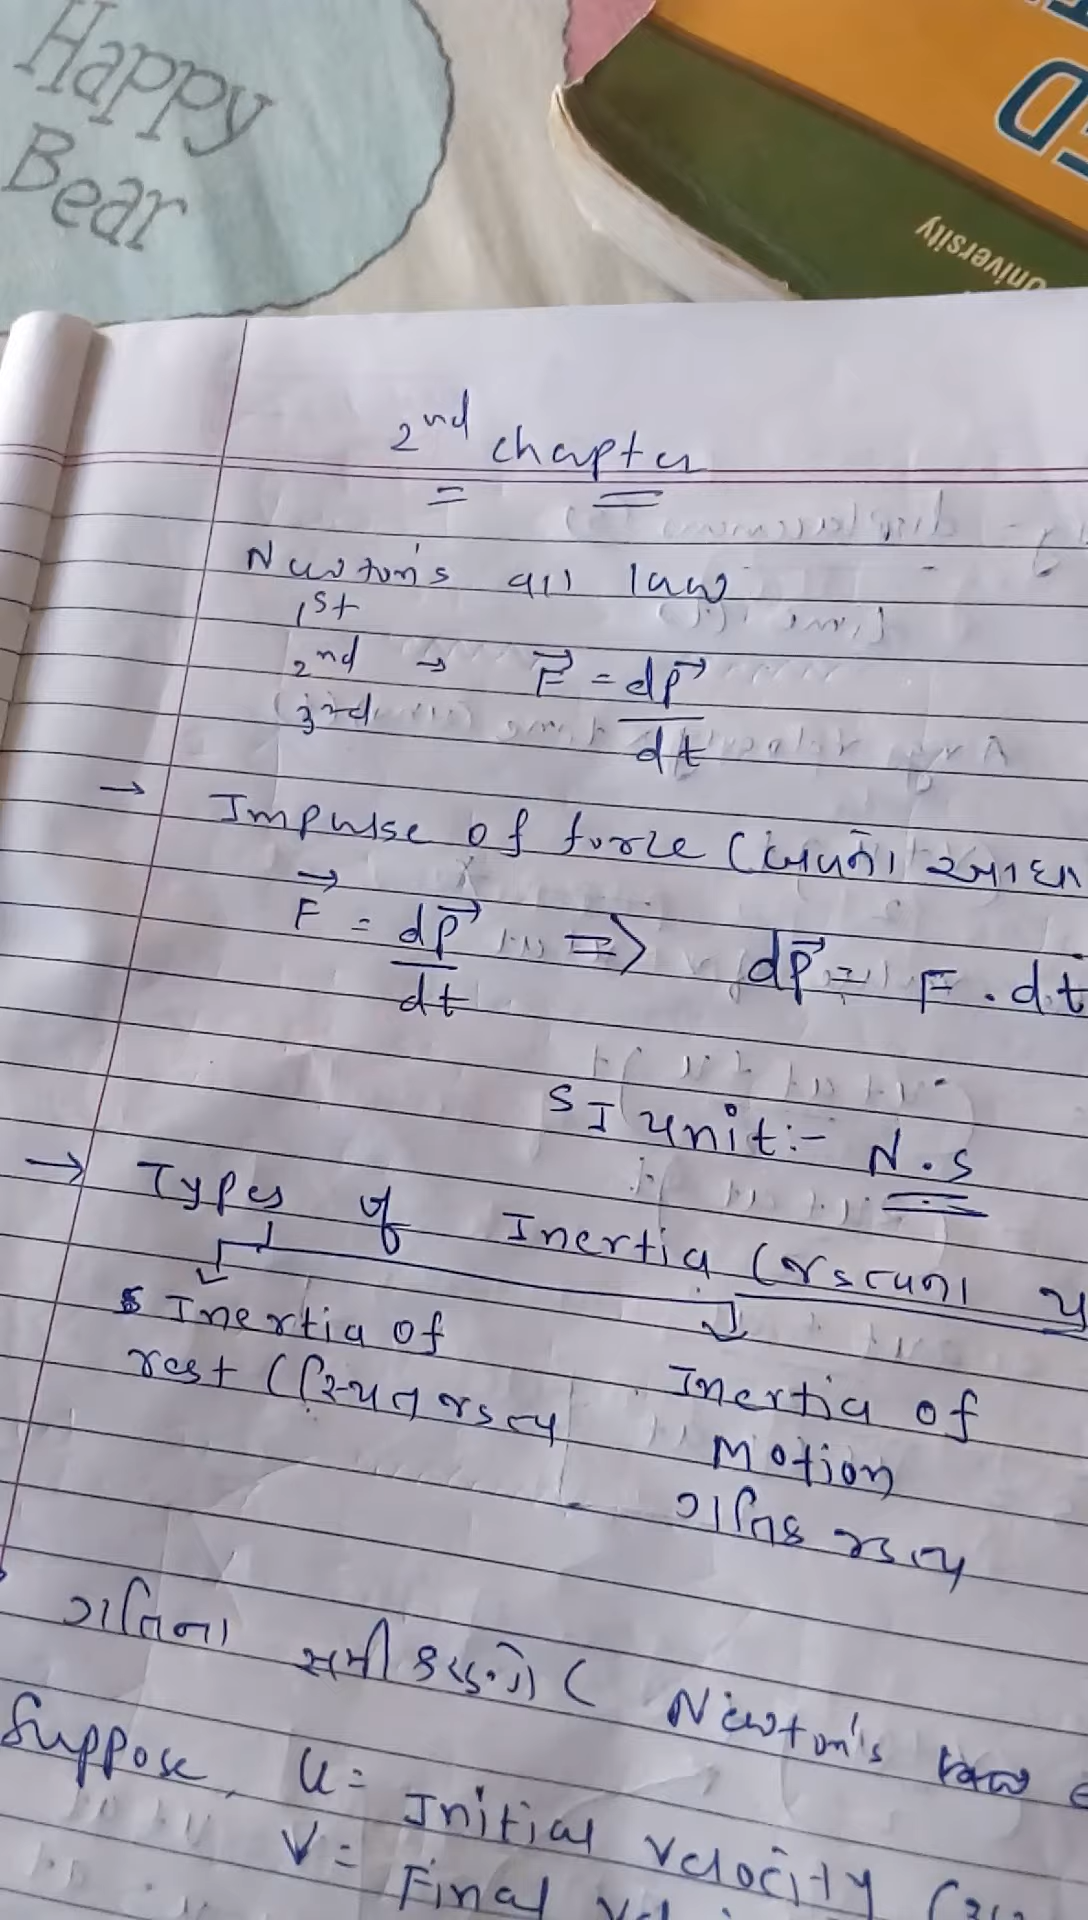 Happy
Bear
ED
University
2nd chapter
Newton's all law
1st
2nd → F⃗ = dp⃗
3rd dt
→ Impulse of force (બળનો આઘા
F⃗ = dp⃗ ⇒ dp⃗ = F . dt
dt
SI unit:- N.s
→ Types of Inertia (જડત્વના
Inertia of
rest (સ્થિત જડત્વ
Inertia of
Motion
ગતિક જડત્વ
ગતિના સમીકરણો ( Newton's law
Suppose, u = Initial velocity
v = Final